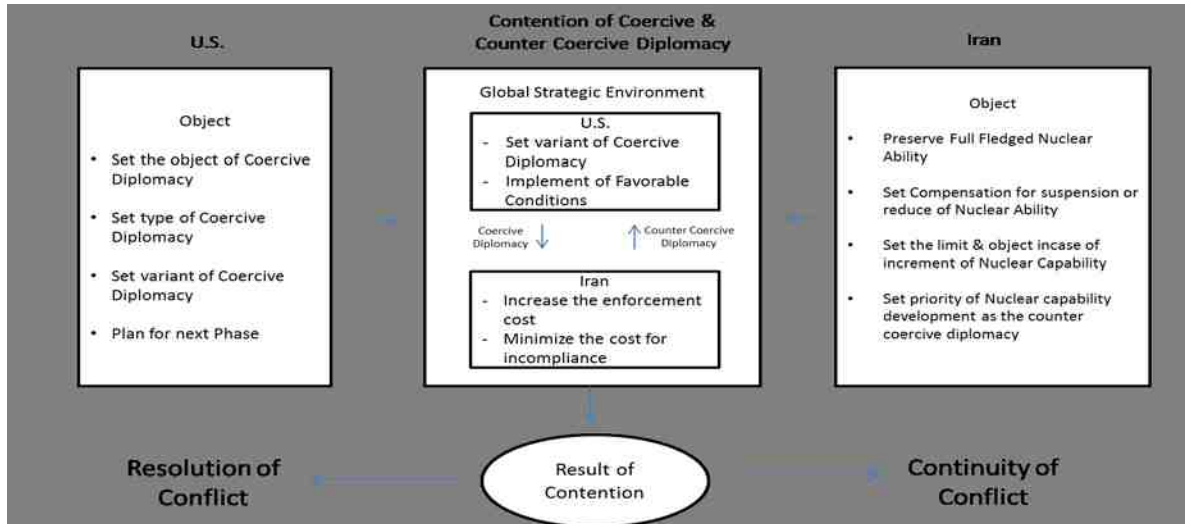 U.S.
Contention of Coercive &
Counter Coercive Diplomacy
Iran
Object
• Set the object of Coercive
Diplomacy
• Set type of Coercive
Diplomacy
• Set variant of Coercive
Diplomacy
• Plan for next Phase
Global Strategic Environment
U.S.
- Set variant of Coercive
Diplomacy
- Implement of Favorable
Conditions
Coercive
Diplomacy
Counter Coercive
Diplomacy
Iran
- Increase the enforcement
cost
- Minimize the cost for
incompliance
Object
• Preserve Full Fledged Nuclear
Ability
• Set Compensation for suspension or
reduce of Nuclear Ability
• Set the limit & object incase of
increment of Nuclear Capability
• Set priority of Nuclear capability
development as the counter
coercive diplomacy
Resolution of
Conflict
Result of
Contention
Continuity of
Conflict